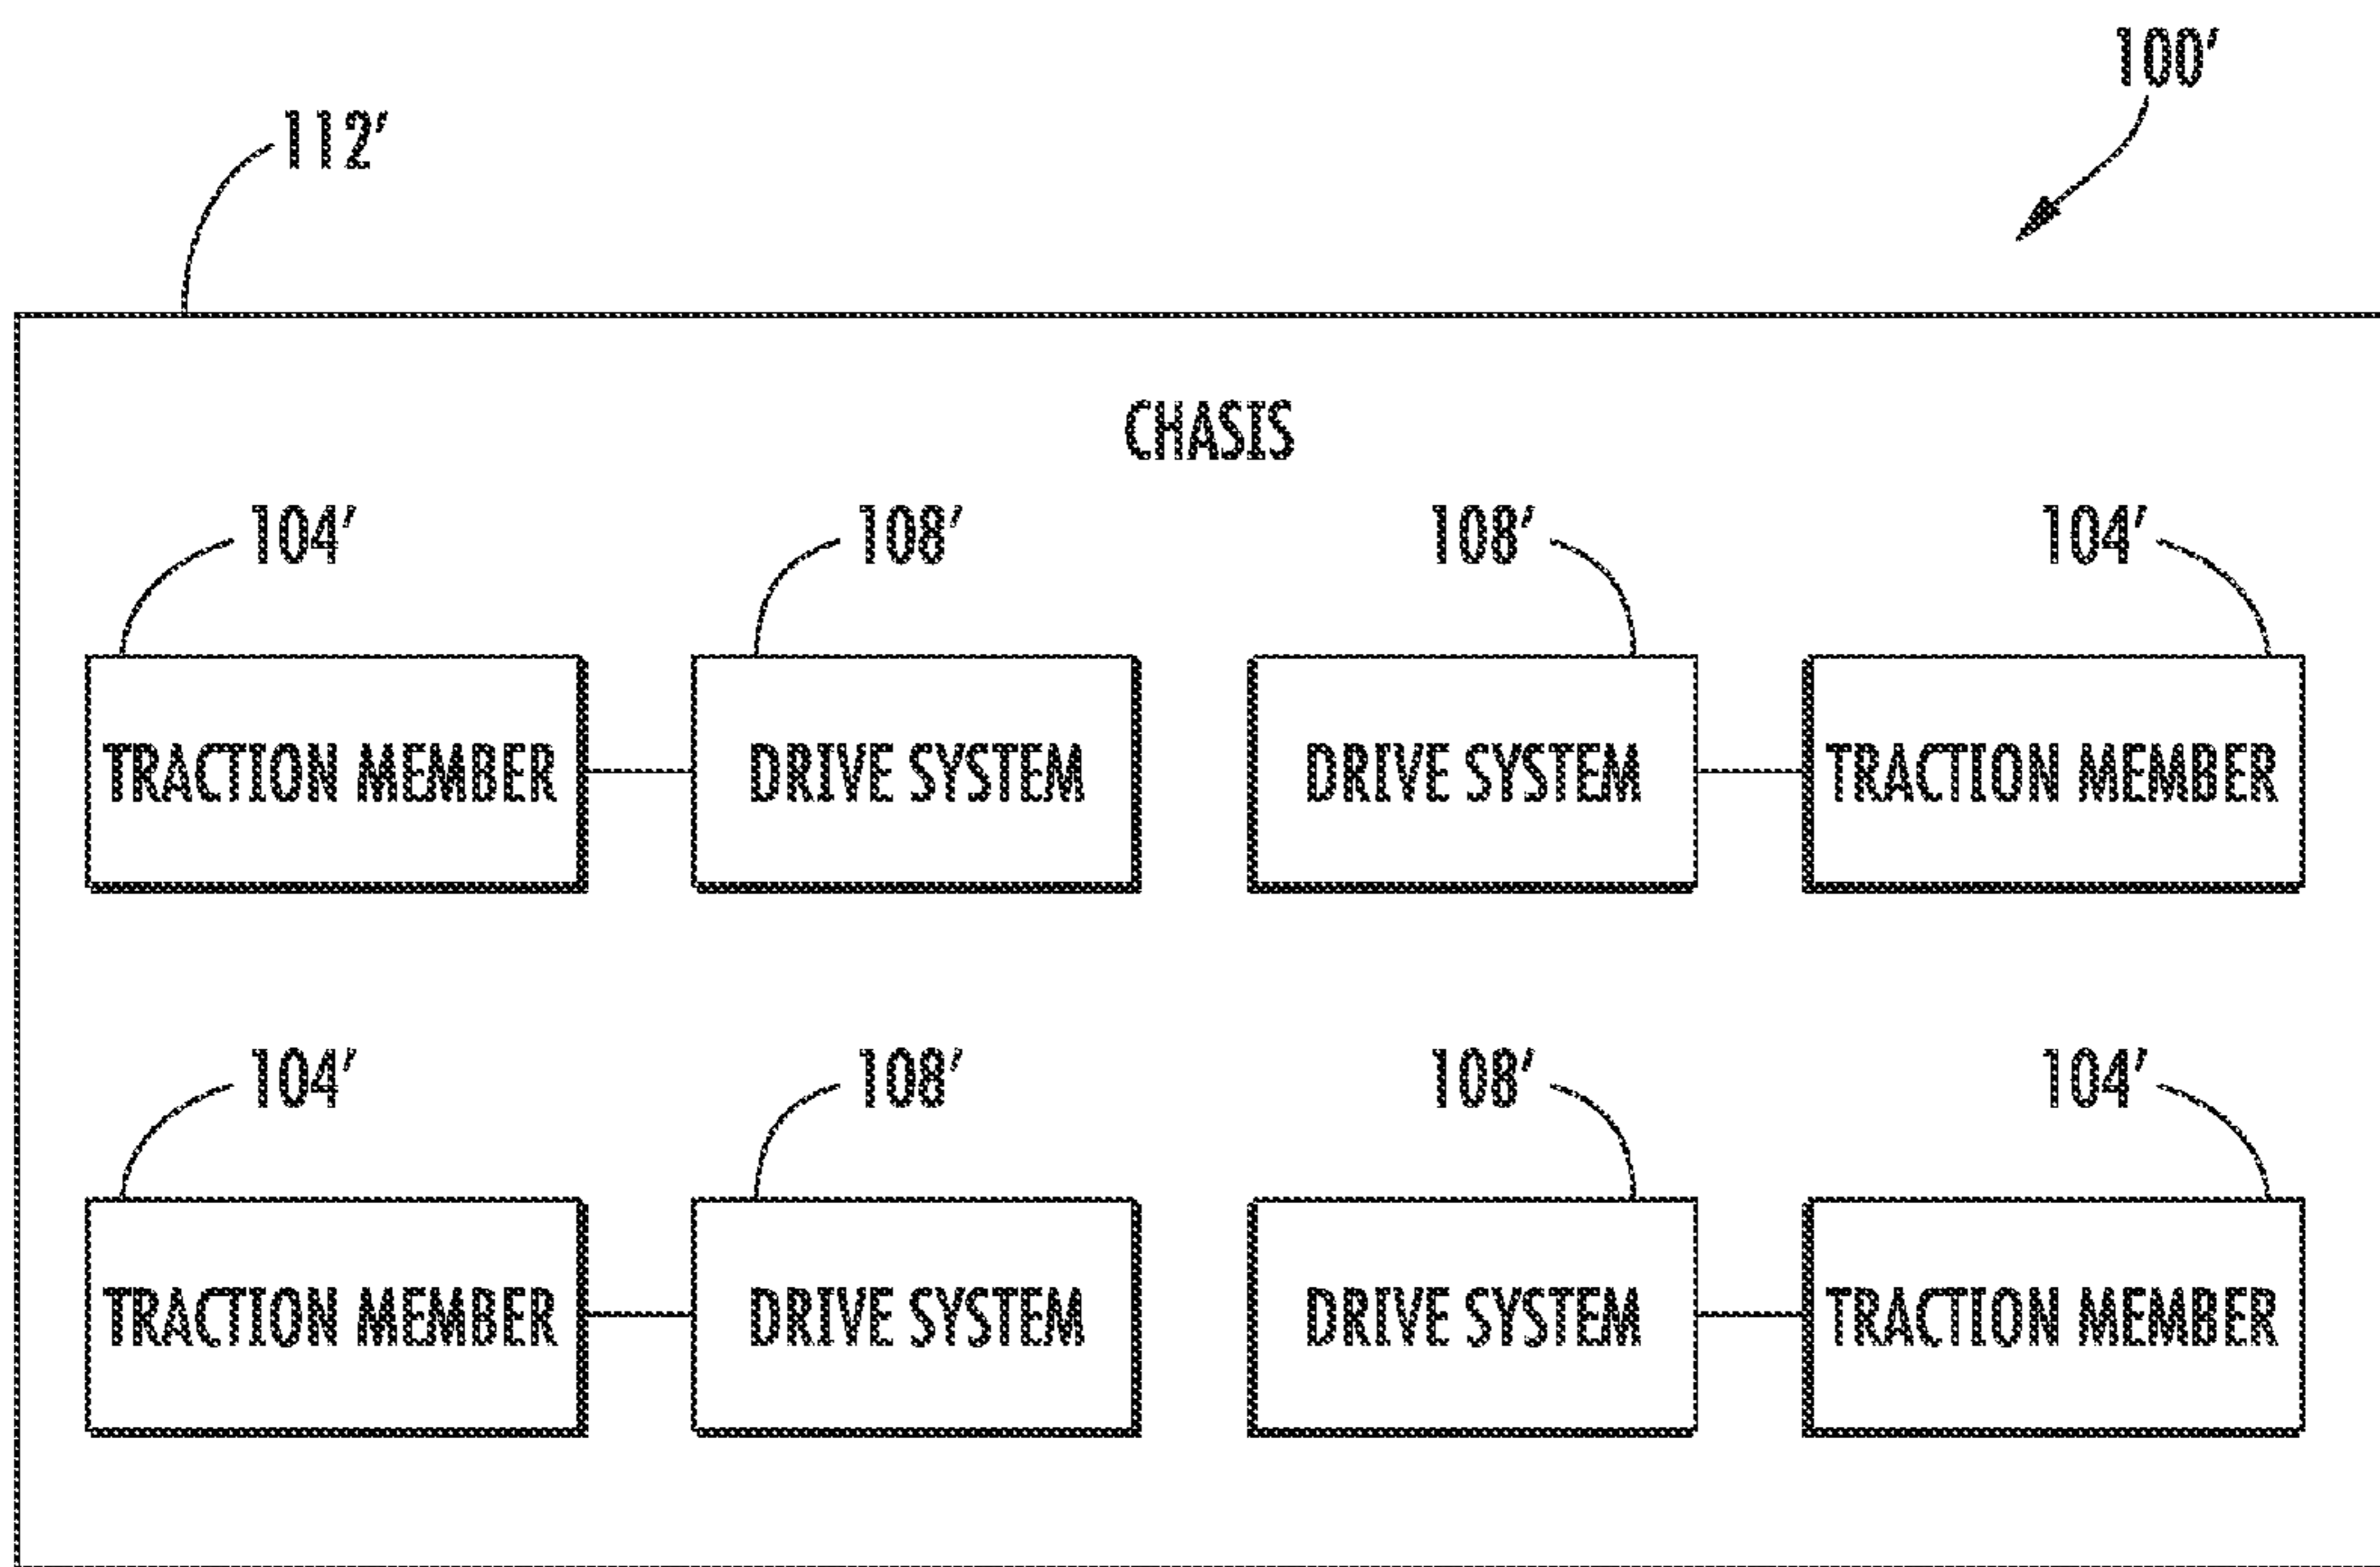 100′
112′
CHASIS
104′ 108′ 108′ 104′
TRACTION MEMBER DRIVE SYSTEM DRIVE SYSTEM TRACTION MEMBER
104′ 108′ 108′ 104′
TRACTION MEMBER DRIVE SYSTEM DRIVE SYSTEM TRACTION MEMBER